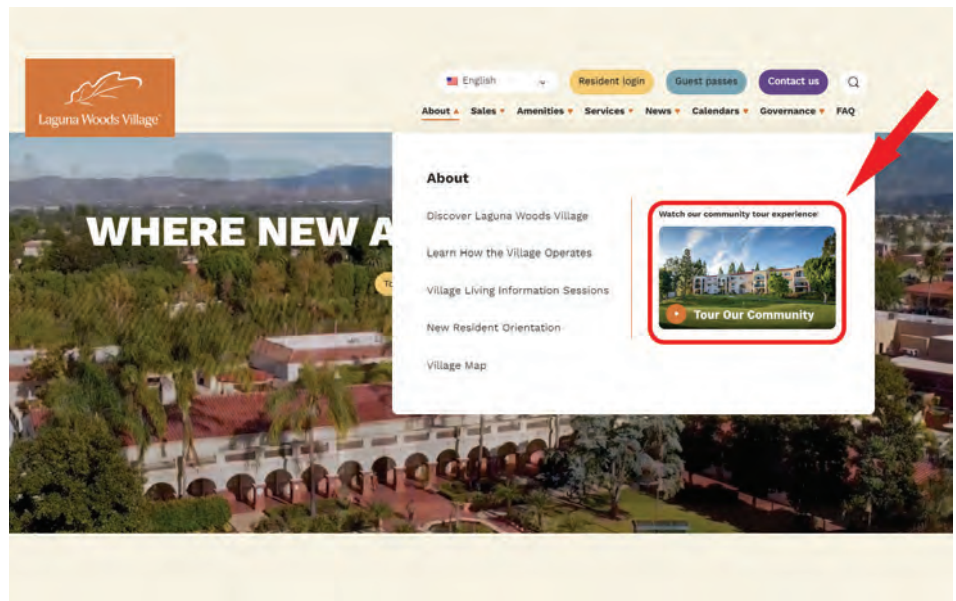 English
Resident login
Guest passes
Contact us
Laguna Woods Village®
About Sales Amenities Services News Calendars Governance FAQ
About
Discover Laguna Woods Village
Learn How the Village Operates
Village Living Information Sessions
New Resident Orientation
Village Map
Watch our community tour experience
Tour Our Community
WHERE NEW A
To